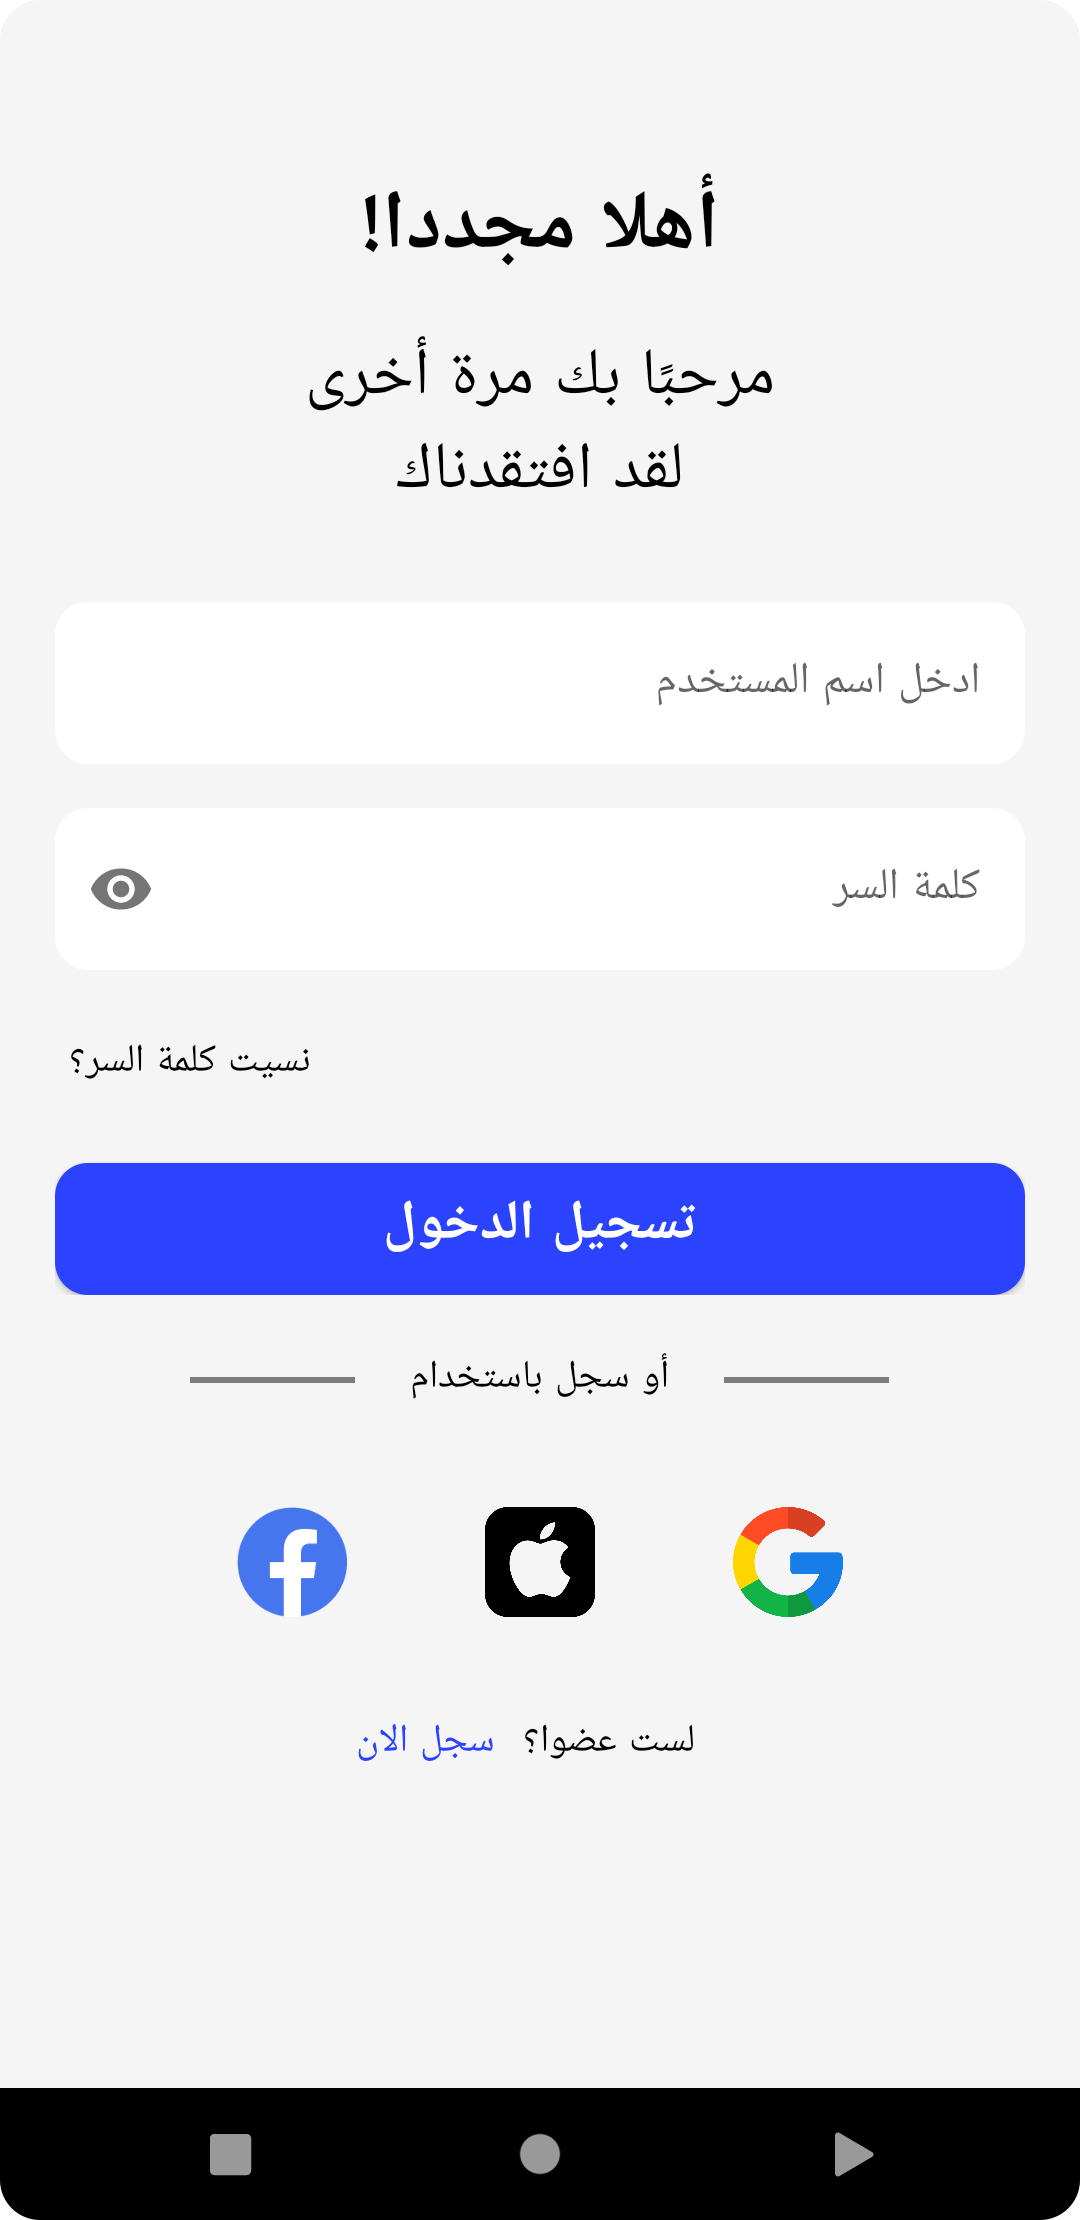 أهلا مجددا!
مرحبًا بك مرة أخرى
لقد افتقدناك
ادخل اسم المستخدم
كلمة السر
نسيت كلمة السر؟
تسجيل الدخول
أو سجل باستخدام
لست عضوا؟ سجل الان